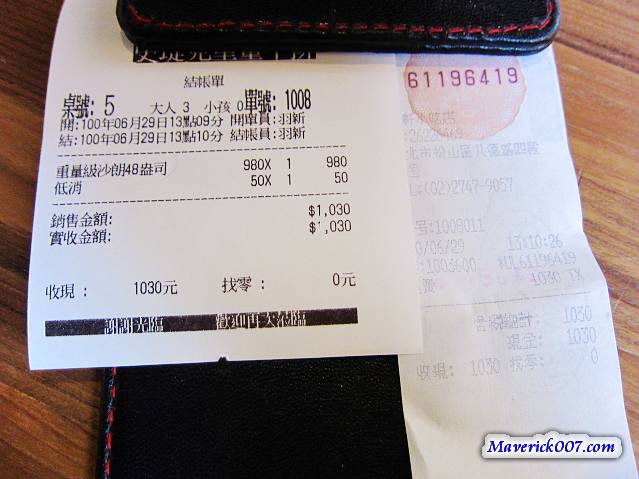 結帳單
桌號: 5 大人 3 小孩 0 單號: 1008
開:100年06月29日13點09分 開單員:羽新
結:100年06月29日13點10分 結帳員:羽新
重量級沙朗48盎司 980X 1 980
低消 50X 1 50
銷售金額: $1,030
實收金額: $1,030
收現 : 1030元 找零 : 0元
謝謝光臨 歡迎再次蒞臨
61196419
北市松山區八德路四段
(02)2747-9057
號:1008011
13:10:26
1003600
61196419
1030 TX
合計: 1030
現金: 1030
收現: 1030 找零: 0
Maverick007.com